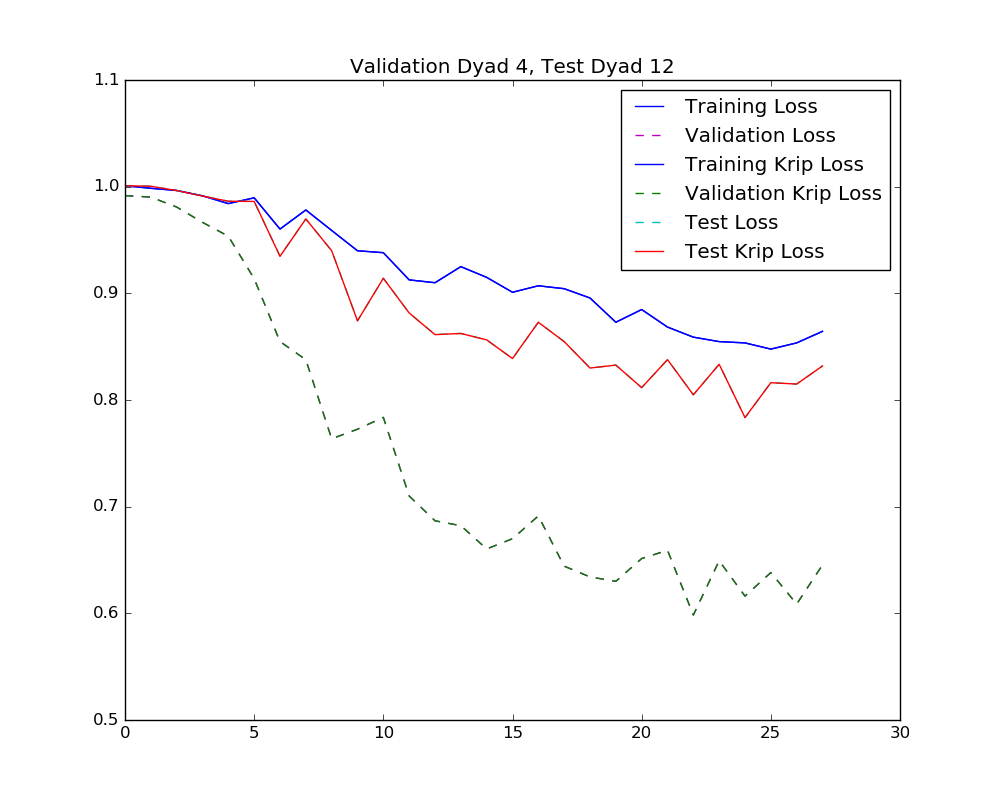 Validation Dyad 4, Test Dyad 12
1.1
1.0
0.9
0.8
0.7
0.6
0.5
0 5 10 15 20 25 30
Training Loss
Validation Loss
Training Krip Loss
Validation Krip Loss
Test Loss
Test Krip Loss